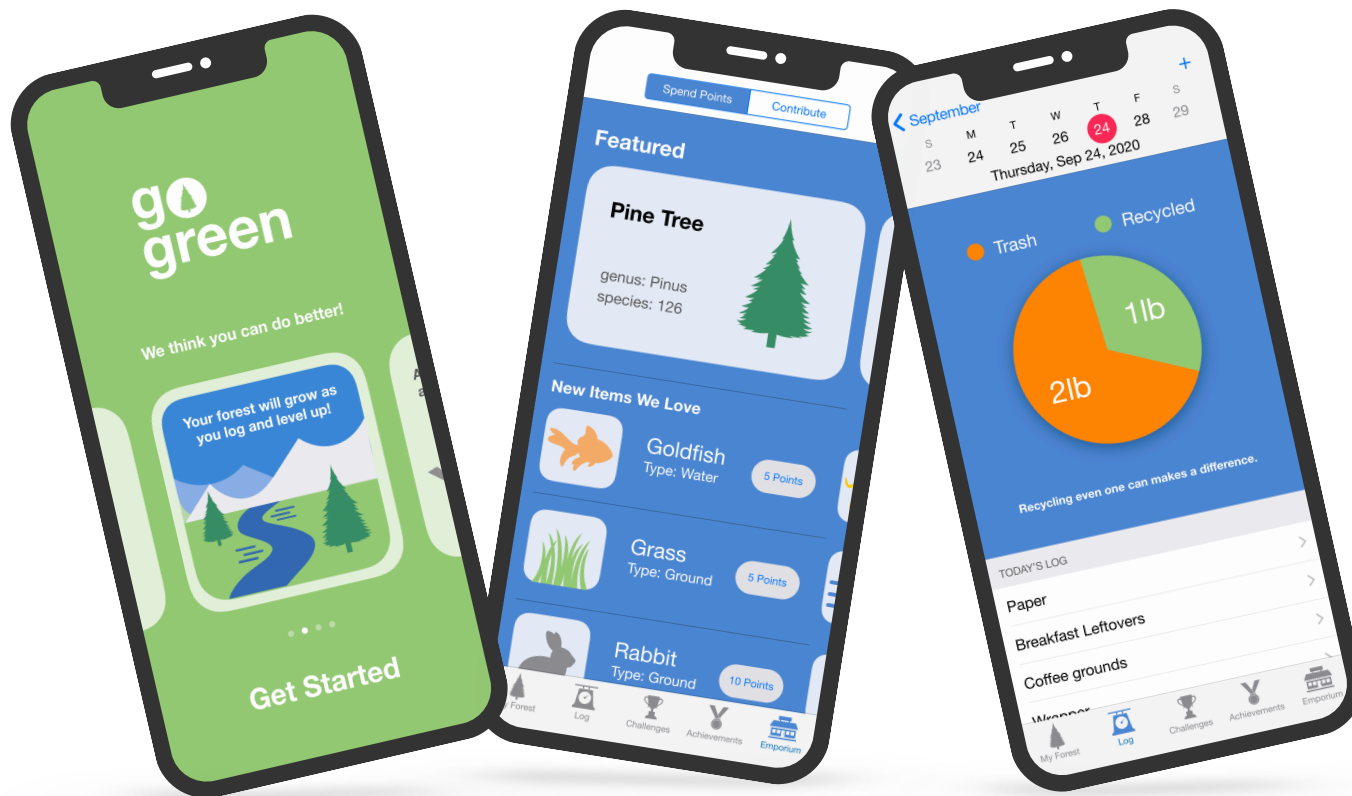 go
green
We think you can do better!
Your forest will grow as
you log and level up!
Get Started
Spend Points
Contribute
Featured
Pine Tree
genus: Pinus
species: 126
New Items We Love
Goldfish
Type: Water
5 Points
Grass
Type: Ground
5 Points
Rabbit
Type: Ground
10 Points
Forest
Log
Challenges
Achievements
Emporium
September
+
S M T W T F S
23 24 25 26 24 28 29
Thursday, Sep 24, 2020
Trash
Recycled
1lb
2lb
Recycling even one can makes a difference.
TODAY'S LOG
Paper
Breakfast Leftovers
Coffee grounds
Wrapper
My Forest
Log
Challenges
Achievements
Emporium